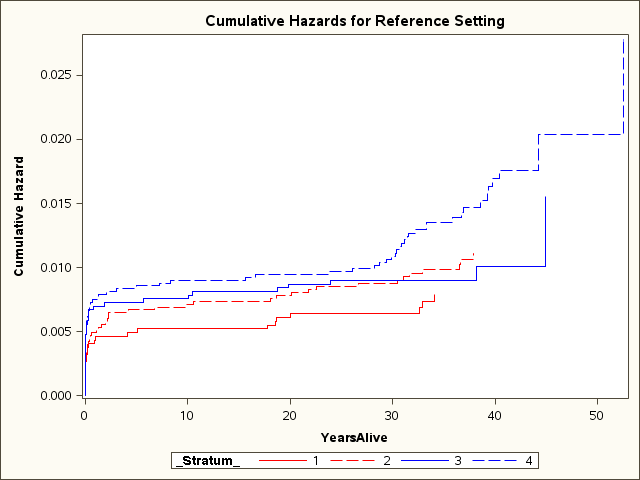 Cumulative Hazards for Reference Setting
0.025
0.020
0.015
0.010
0.005
0.000
Cumulative Hazard
0 10 20 30 40 50
YearsAlive
_Stratum_ 1 2 3 4